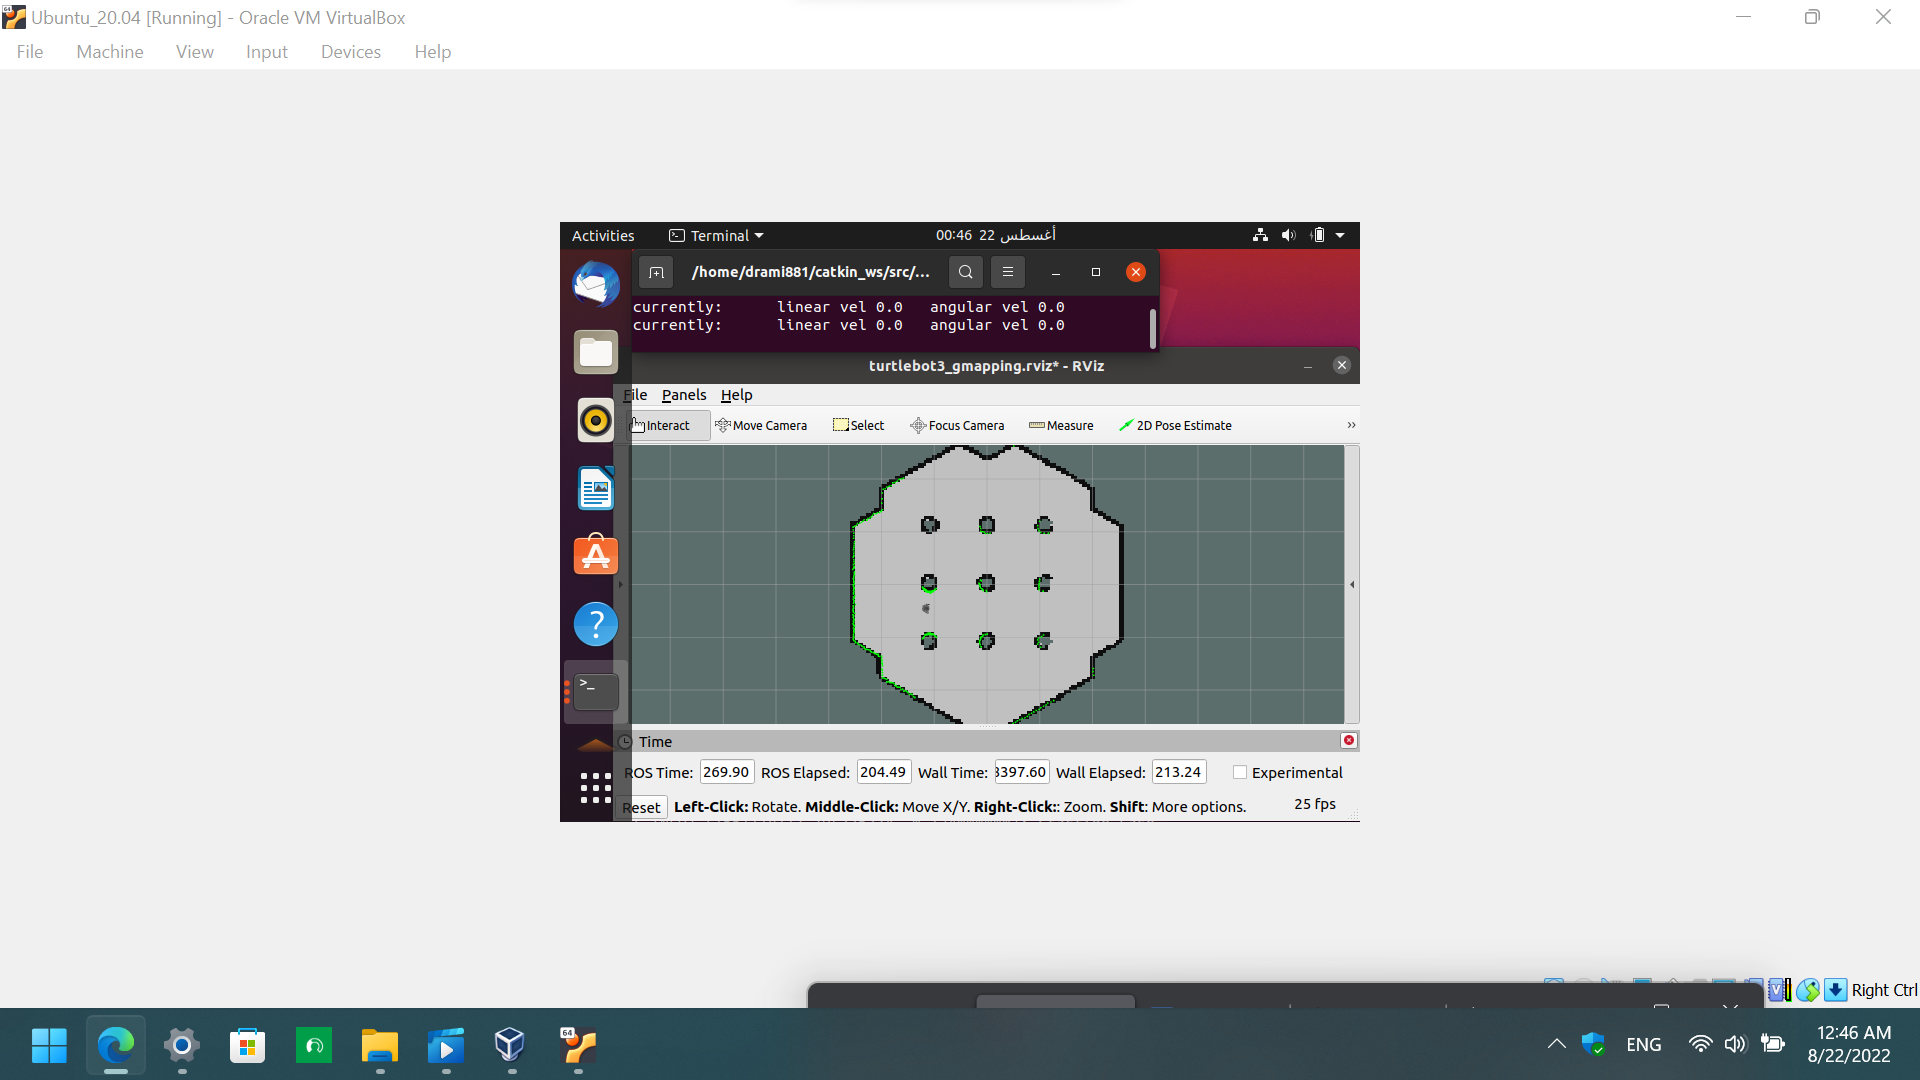 Ubuntu_20.04 [Running] - Oracle VM VirtualBox
File Machine View Input Devices Help
Activities Terminal 00:46 22 أغسطس
/home/drami881/catkin_ws/src/...
currently: linear vel 0.0 angular vel 0.0
currently: linear vel 0.0 angular vel 0.0
turtlebot3_gmapping.rviz* - RViz
File Panels Help
Interact Move Camera Select Focus Camera Measure 2D Pose Estimate
Time
ROS Time: 269.90 ROS Elapsed: 204.49 Wall Time: 3397.60 Wall Elapsed: 213.24 Experimental
Reset Left-Click: Rotate. Middle-Click: Move X/Y. Right-Click:: Zoom. Shift: More options. 25 fps
Right Ctrl
64
ENG
12:46 AM
8/22/2022